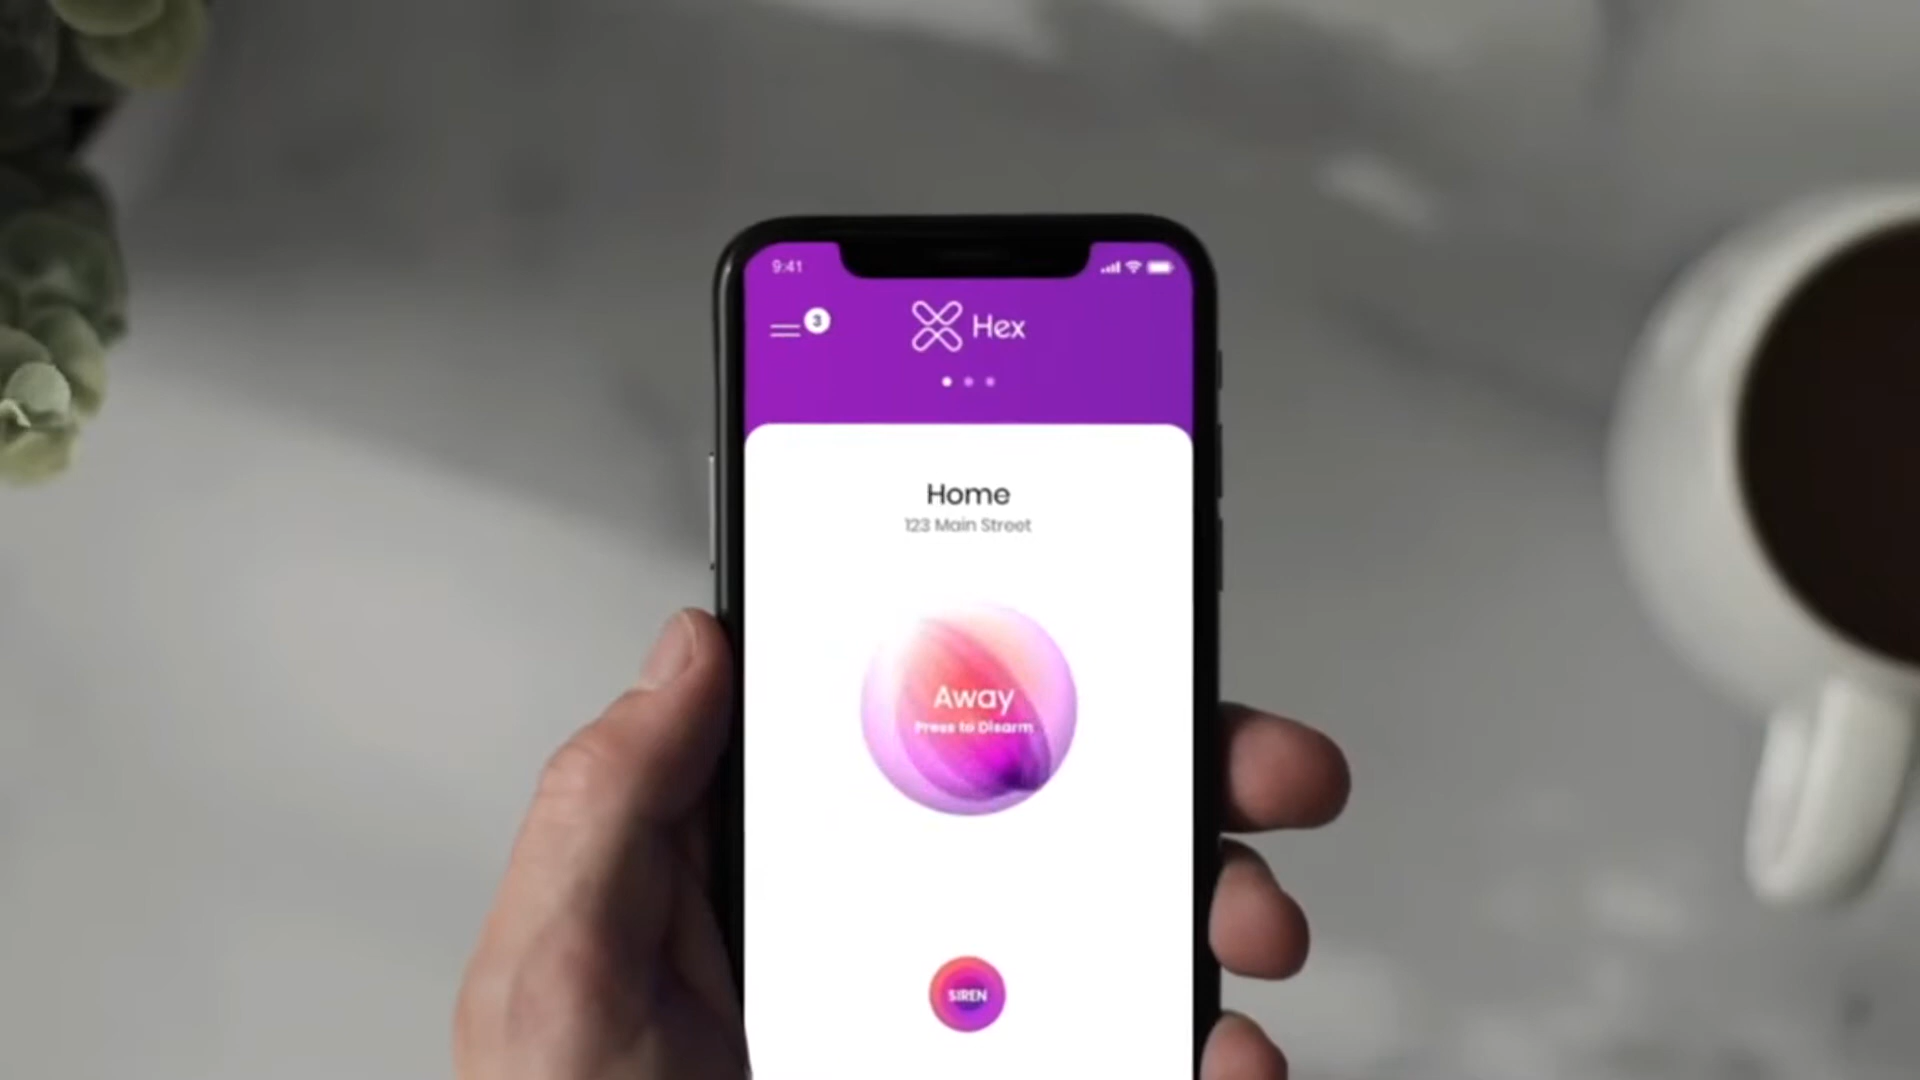 9:41
3
Hex
Home
123 Main Street
Away
Press to Disarm
SIREN